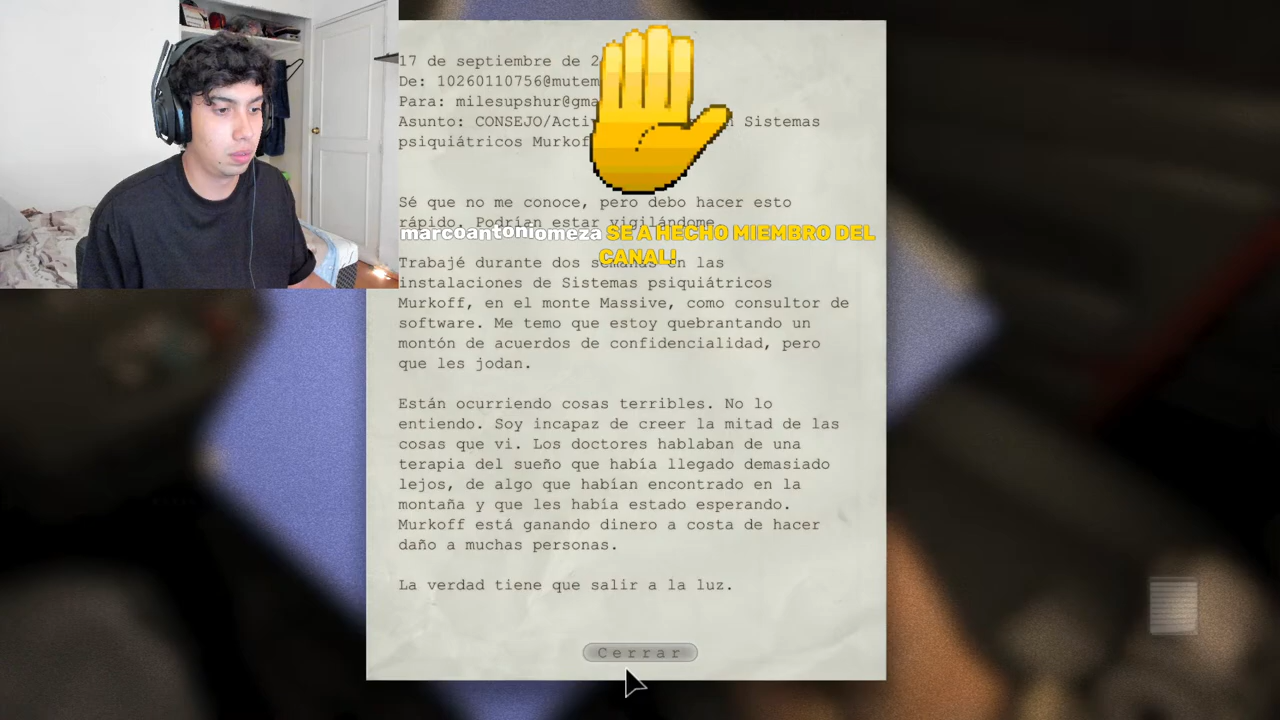 17 de septiembre de 2
De: 10260110756@mutem
Para: milesupshur@gma
Asunto: CONSEJO/Acti Sistemas
psiquiátricos Murkof
Sé que no me conoce, pero debo hacer esto
rápido. Podrían estar vigilándome.
marcoantoniomeza SE A HECHO MIEMBRO DEL
CANAL!
Trabajé durante dos semanas en las
instalaciones de Sistemas psiquiátricos
Murkoff, en el monte Massive, como consultor de
software. Me temo que estoy quebrantando un
montón de acuerdos de confidencialidad, pero
que les jodan.
Están ocurriendo cosas terribles. No lo
entiendo. Soy incapaz de creer la mitad de las
cosas que vi. Los doctores hablaban de una
terapia del sueño que había llegado demasiado
lejos, de algo que habían encontrado en la
montaña y que les había estado esperando.
Murkoff está ganando dinero a costa de hacer
daño a muchas personas.
La verdad tiene que salir a la luz.
Cerrar